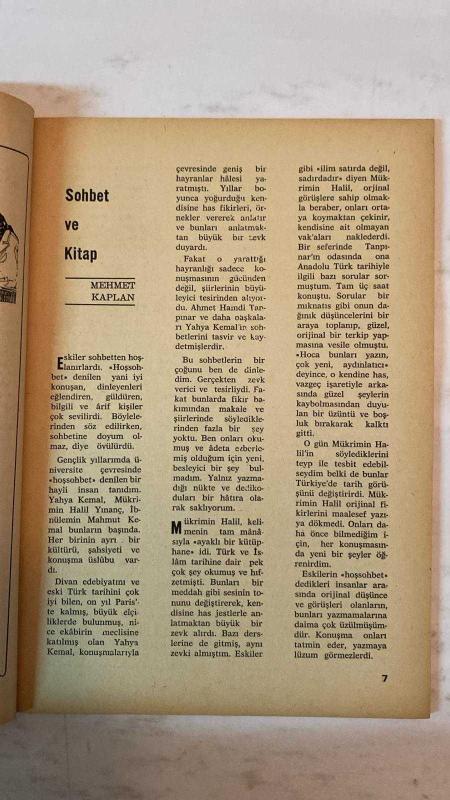 Sohbet
ve
Kitap
MEHMET
KAPLAN
Eskiler sohbetten hoş-
lanırlardı. «Hoşsoh-
bet» denilen yani iyi
konuşan, dinleyenleri
eğlendiren, güldüren,
bilgili ve ârif kişiler
çok sevilirdi. Böylele-
rinden söz edilirken,
sohbetine doyum ol-
maz, diye övülürdü.
Gençlik yıllarımda ü-
niversite çevresinde
«hoşsohbet» denilen bir
hayli insan tanıdım.
Yahya Kemal, Mükri-
min Halil Yınanç, İb-
nülemin Mahmut Ke-
mal bunların başında.
Her birinin ayrı bir
kültürü, şahsiyeti ve
konuşma üslûbu var-
dı.
Divan edebiyatını ve
eski Türk tarihini çok
iyi bilen, on yıl Paris'-
te kalmış, büyük elçi-
liklerde bulunmuş, ni-
ce ekâbirin meclisine
katılmış olan Yahya
Kemal, konuşmalarıyla
çevresinde geniş bir
hayranlar hâlesi ya-
ratmıştı. Yıllar bo-
yunca yoğurduğu ken-
disine has fikirleri, ör-
nekler vererek anlatır
ve bunları anlatmak-
tan büyük bir zevk
duyardı.
Fakat o yarattığı
hayranlığı sadece ko-
nuşmasının gücünden
değil, şiirlerinin büyü-
leyici tesirinden alıyor-
du. Ahmet Hamdi Tan-
pınar ve daha başkala-
rı Yahya Kemal'in soh-
betlerini tasvir ve kay-
detmişlerdir.
Bu sohbetlerin bir
çoğunu ben de dinle-
dim. Gerçekten zevk
verici ve tesirliydi. Fa-
kat bunlarda fikir ba-
kımından makale ve
şiirlerinde söyledikle-
rinden fazla bir şey
yoktu. Ben onları oku-
muş ve âdeta ezberle-
miş olduğum için yeni,
besleyici bir şey bul-
madım. Yalnız yazma-
dığı nükte ve dediko-
duları bir hâtıra ola-
rak saklıyorum.
Mükrimin Halil, keli-
menin tam mânâ-
sıyla «ayaklı bir kütüp-
hane» idi. Türk ve İs-
lâm tarihine dair pek
çok şey okumuş ve hıf-
zetmişti. Bunları bir
meddah gibi sesinin to-
nunu değiştirerek, ken-
disine has jestlerle an-
latmaktan büyük bir
zevk alırdı. Bazı ders-
lerine de gitmiş, aynı
zevki almıştım. Eskiler
gibi «ilim satırda değil,
sadırdadır» diyen Mük-
rimin Halil, orjinal
görüşlere sahip olmak-
la beraber, onları orta-
ya koymaktan çekinir,
kendisine ait olmayan
vak'aları naklederdi.
Bir seferinde Tanpı-
nar'ın odasında ona
Anadolu Türk tarihiyle
ilgili bazı sorular sor-
muştum. Tam üç saat
konuştu. Sorular bir
mıknatıs gibi onun da-
ğınık düşüncelerini bir
araya toplanıp, güzel,
orijinal bir terkip yap-
masına vesile olmuştu.
«Hoca bunları yazın,
çok yeni, aydınlatıcı»
deyince, o kendine has,
vazgeç işaretiyle arka-
sında güzel şeylerin
kaybolmasından duyu-
lan bir üzüntü ve boş-
luk bırakarak kalktı
gitti.
O gün Mükrimin Ha-
lil'in söylediklerini
teyp ile tesbit edebil-
seydim belki de bunlar
Türkiye'de tarih görü-
şünü değiştirirdi. Mük-
rimin Halil orijinal fi-
kirlerini maalesef yazı-
ya dökmedi. Onları da-
ha önce bilmediğim i-
çin, her konuşmasın-
da yeni bir şeyler öğ-
renirdim.
Eskilerin «hoşsohbet»
dedikleri insanlar ara-
sında orijinal düşünce
ve görüşleri olanların,
bunları yazmamalarına
daima çok üzülmüşüm-
dür. Konuşma onları
tatmin eder, yazmaya
lüzum görmezlerdi.
7